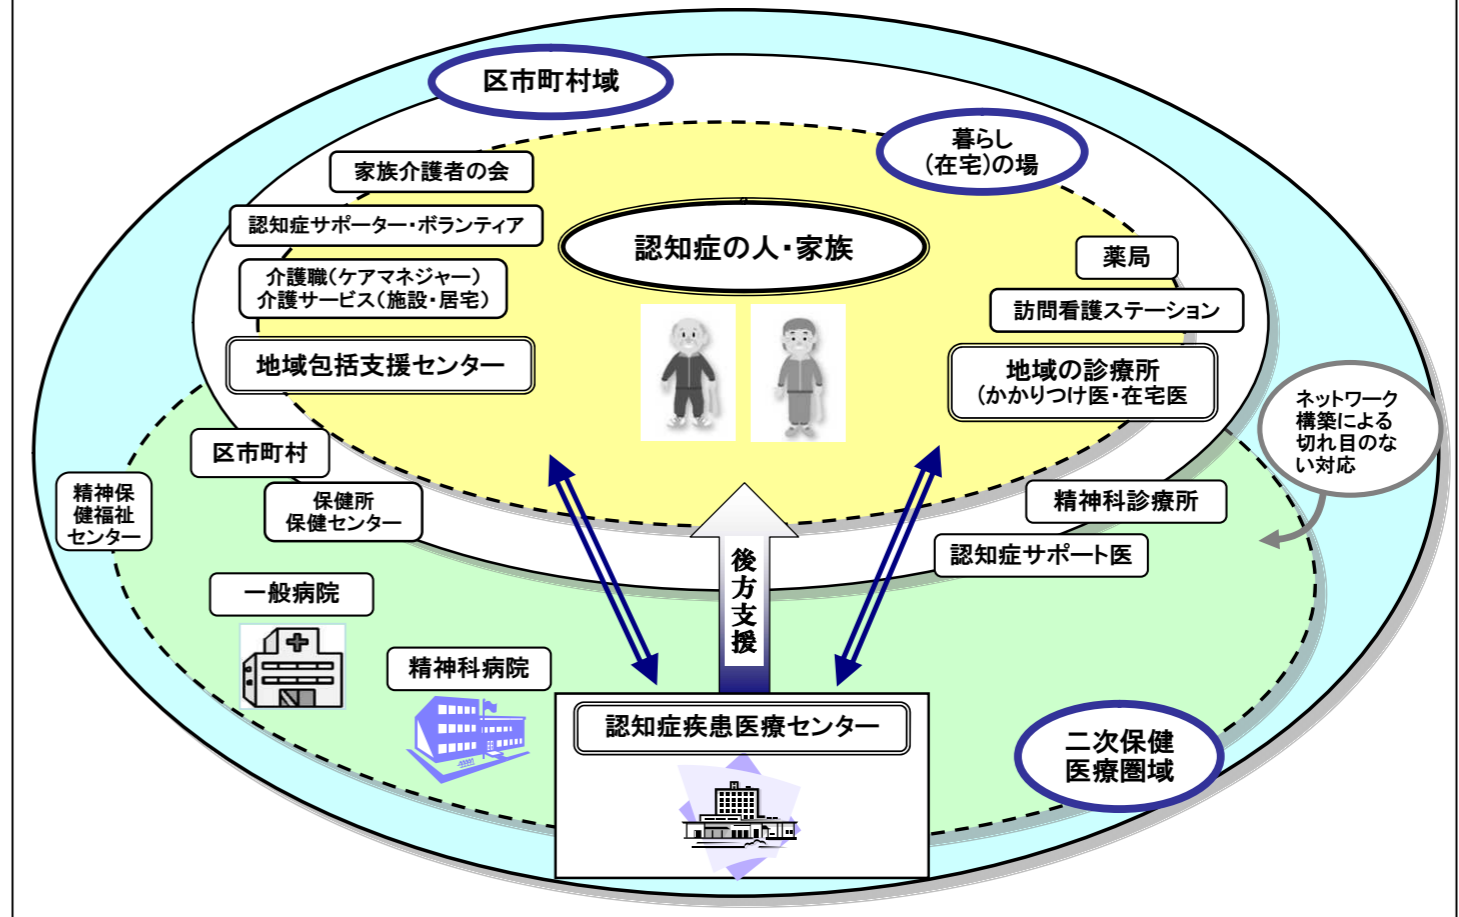 区市町村域
暮らし
(在宅)の場
家族介護者の会
認知症サポーター・ボランティア
介護職(ケアマネジャー)
介護サービス(施設・居宅)
地域包括支援センター
認知症の人・家族
薬局
訪問看護ステーション
地域の診療所
(かかりつけ医・在宅医
ネットワーク
構築による
切れ目のな
い対応
区市町村
保健所
保健センター
精神保
健福祉
センター
精神科診療所
認知症サポート医
後方支援
一般病院
精神科病院
認知症疾患医療センター
二次保健
医療圏域